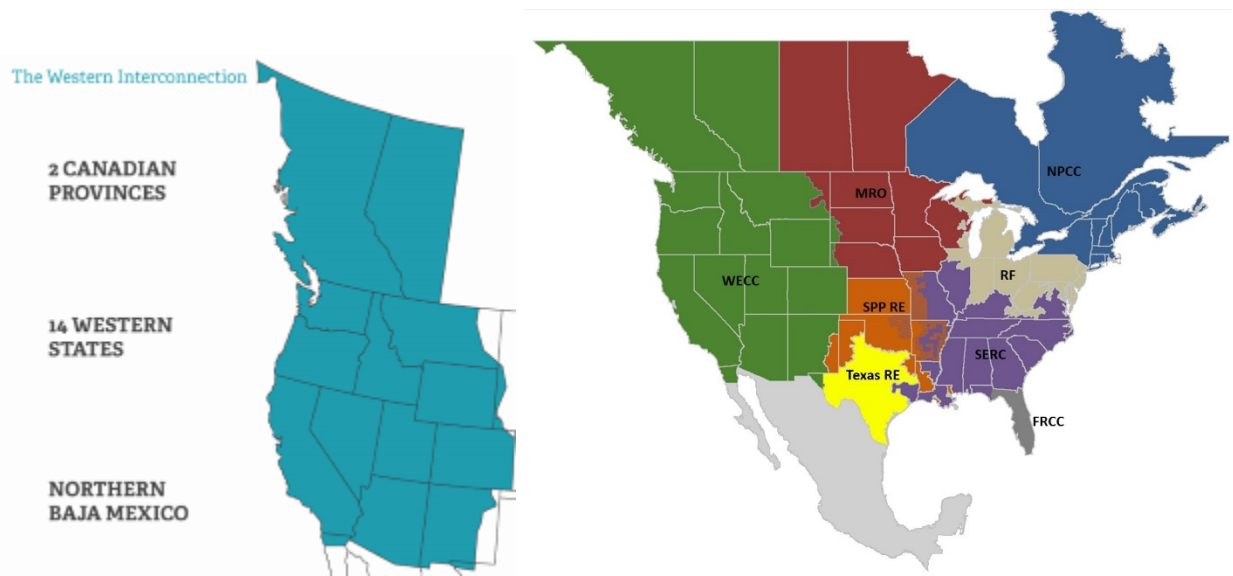 The Western Interconnection
2 CANADIAN
PROVINCES
14 WESTERN
STATES
NORTHERN
BAJA MEXICO
NPCC
MRO
RF
WECC
SPP RE
SERC
Texas RE
FRCC